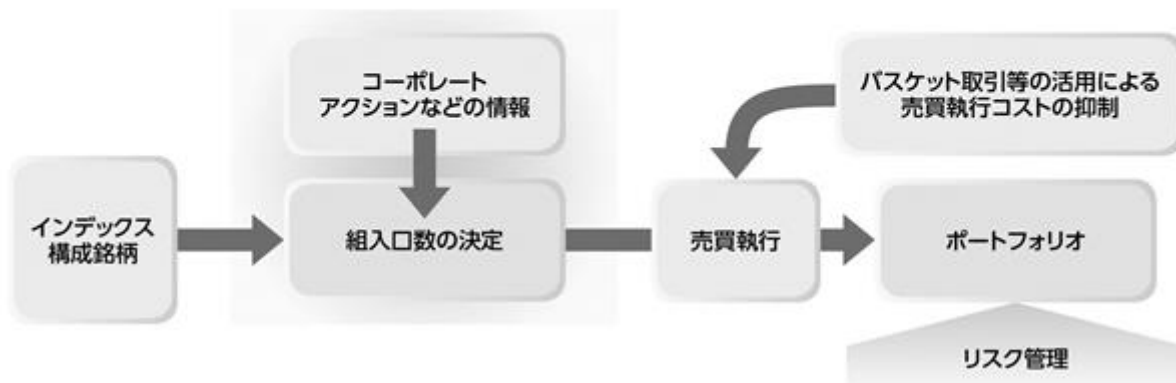 コーポレート
アクションなどの情報
バスケット取引等の活用による
売買執行コストの抑制
インデックス
構成銘柄
組入口数の決定
売買執行
ポートフォリオ
リスク管理